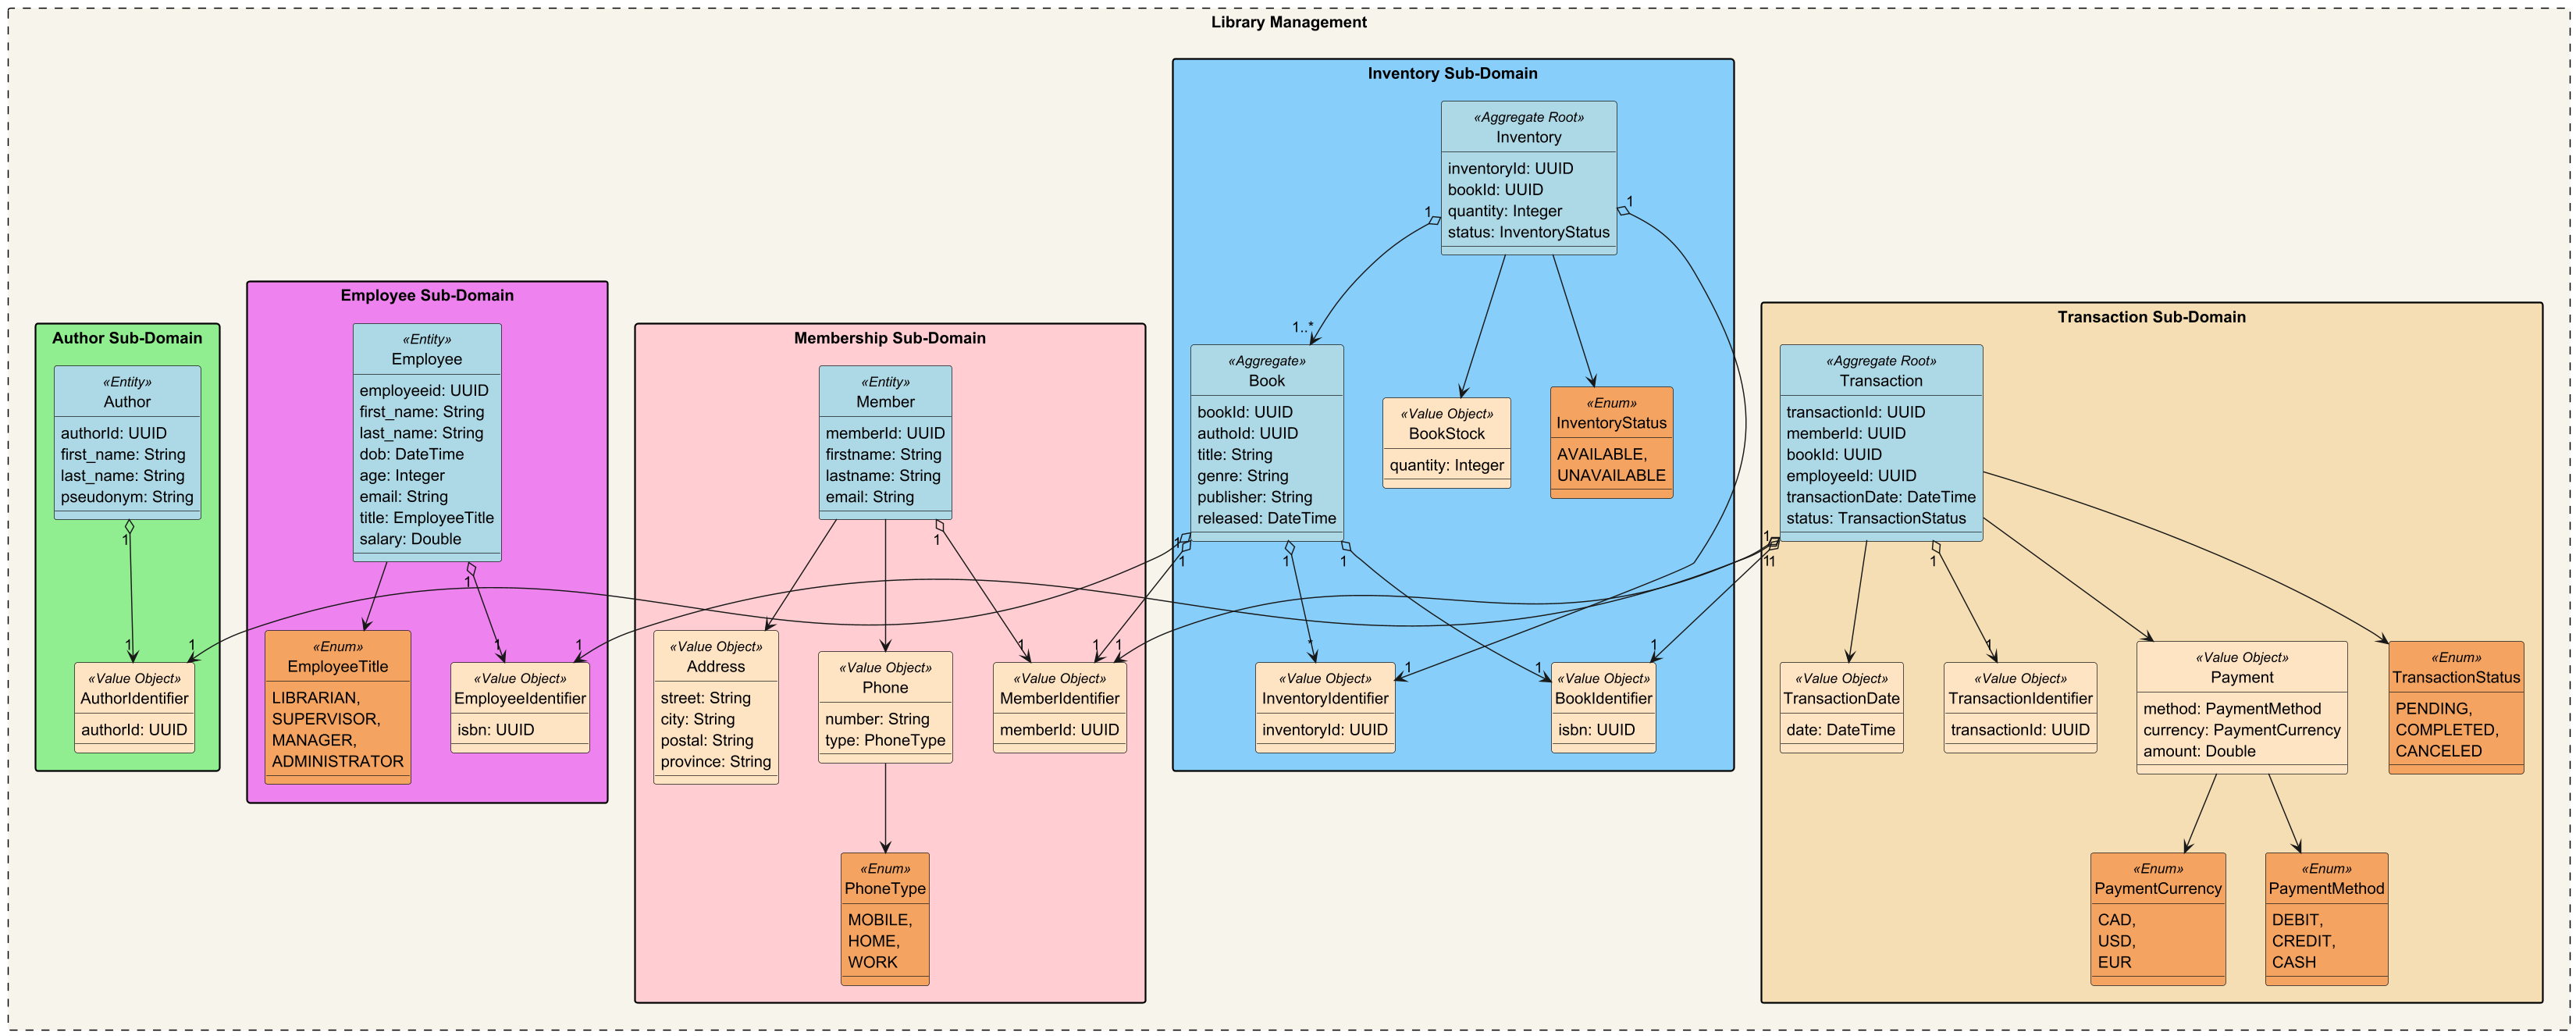 Library Management
Author Sub-Domain
«Entity»
Author
authorId: UUID
first_name: String
last_name: String
pseudonym: String
1
1
1
«Value Object»
AuthorIdentifier
authorId: UUID
Employee Sub-Domain
«Entity»
Employee
employeeid: UUID
first_name: String
last_name: String
dob: DateTime
age: Integer
email: String
title: EmployeeTitle
salary: Double
1
«Enum»
EmployeeTitle
LIBRARIAN,
SUPERVISOR,
MANAGER,
ADMINISTRATOR
1
1
«Value Object»
EmployeeIdentifier
isbn: UUID
Membership Sub-Domain
«Entity»
Member
memberId: UUID
firstname: String
lastname: String
email: String
1
«Value Object»
Address
street: String
city: String
postal: String
province: String
«Value Object»
Phone
number: String
type: PhoneType
1
1
1
«Value Object»
MemberIdentifier
memberId: UUID
«Enum»
PhoneType
MOBILE,
HOME,
WORK
Inventory Sub-Domain
«Aggregate Root»
Inventory
inventoryId: UUID
bookId: UUID
quantity: Integer
status: InventoryStatus
1
1
1..*
«Aggregate»
Book
bookId: UUID
authoId: UUID
title: String
genre: String
publisher: String
released: DateTime
1
1
1
1
«Value Object»
BookStock
quantity: Integer
«Enum»
InventoryStatus
AVAILABLE,
UNAVAILABLE
*
1
«Value Object»
InventoryIdentifier
inventoryId: UUID
1
1
«Value Object»
BookIdentifier
isbn: UUID
Transaction Sub-Domain
«Aggregate Root»
Transaction
transactionId: UUID
memberId: UUID
bookId: UUID
employeeId: UUID
transactionDate: DateTime
status: TransactionStatus
1
1
1
1
«Value Object»
TransactionDate
date: DateTime
1
«Value Object»
TransactionIdentifier
transactionId: UUID
«Value Object»
Payment
method: PaymentMethod
currency: PaymentCurrency
amount: Double
«Enum»
TransactionStatus
PENDING,
COMPLETED,
CANCELED
«Enum»
PaymentCurrency
CAD,
USD,
EUR
«Enum»
PaymentMethod
DEBIT,
CREDIT,
CASH